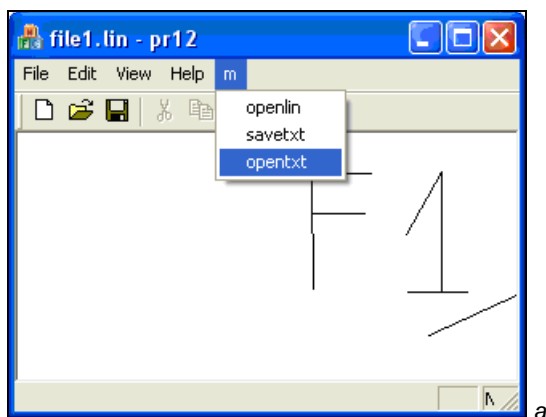 file1.lin - pr12
File Edit View Help m
openlin
savetxt
opentxt
F1
a